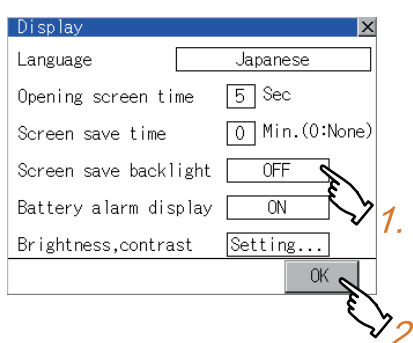 Display ×
Language Japanese
Opening screen time 5 Sec
Screen save time 0 Min.(0:None)
Screen save backlight OFF
1.
Battery alarm display ON
Brightness,contrast Setting...
OK
2